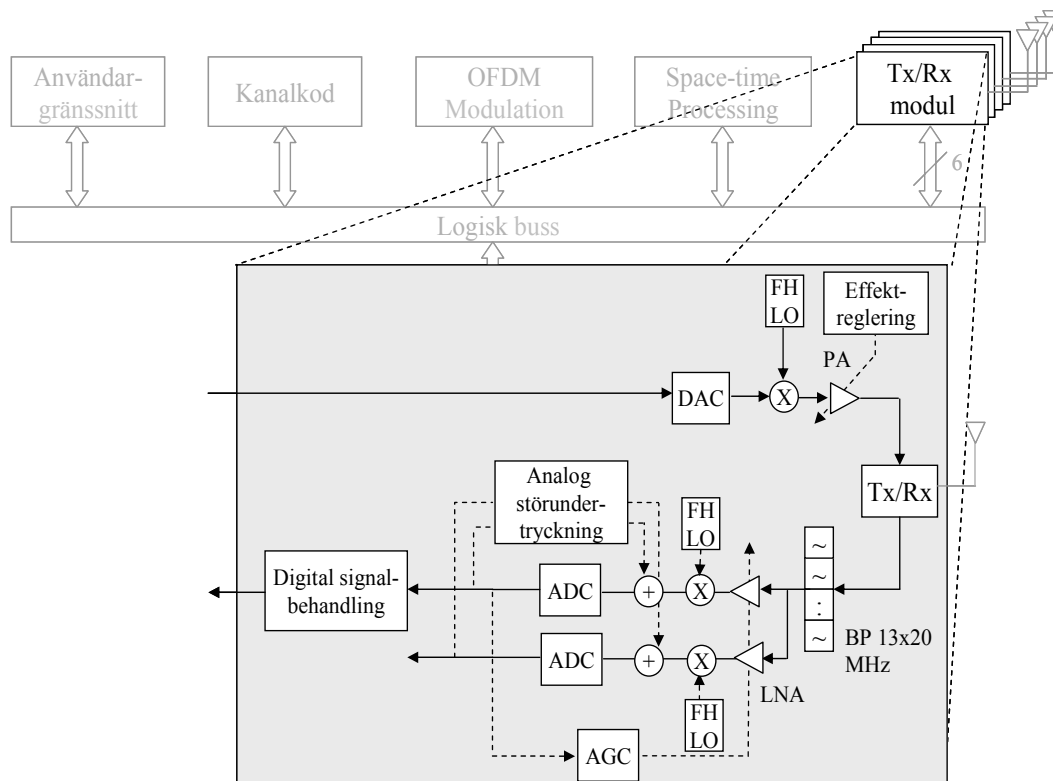 Användar-
gränssnitt
Kanalkod
OFDM
Modulation
Space-time
Processing
Tx/Rx
modul
6
Logisk buss
FH
LO
Effekt-
reglering
PA
DAC
X
Tx/Rx
Analog
störunder-
tryckning
FH
LO
~
~
:
~
BP 13x20
MHz
Digital signal-
behandling
ADC
+
X
ADC
+
X
LNA
FH
LO
AGC